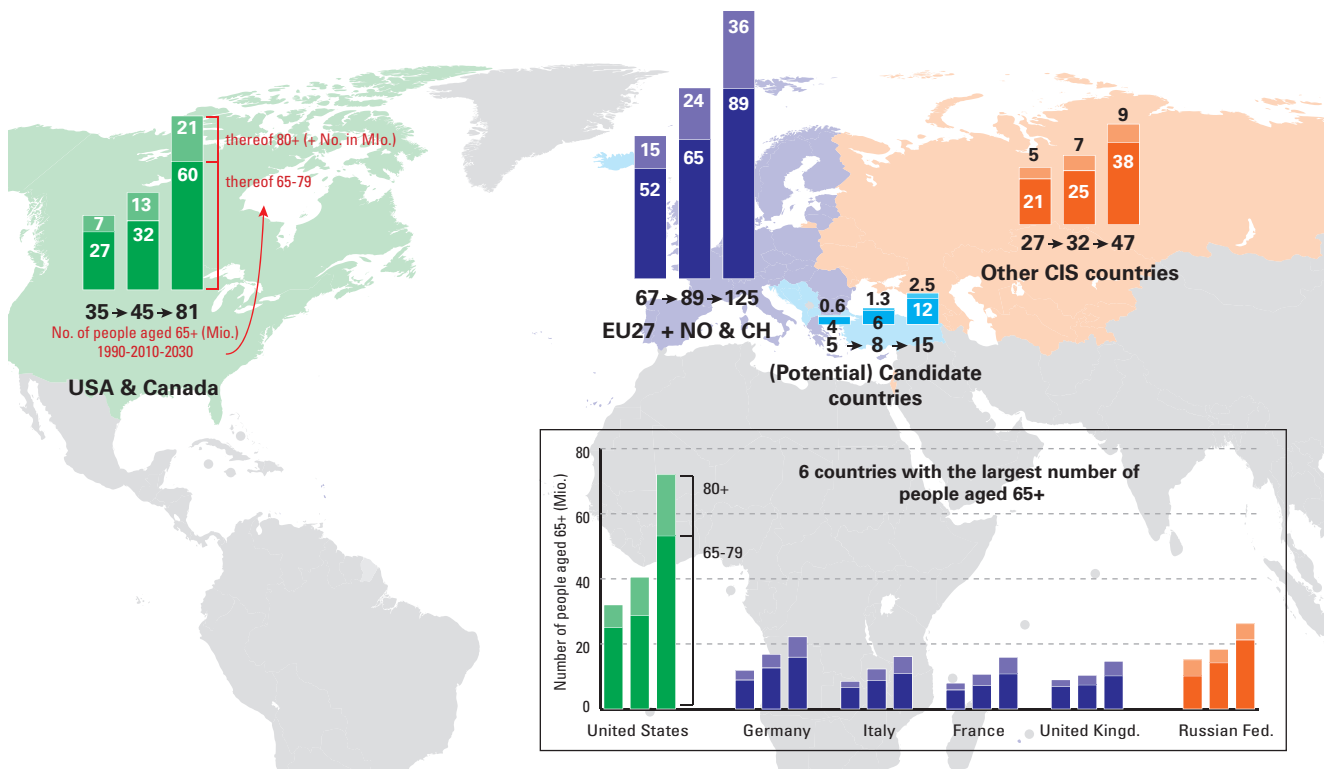 7
27
13
32
21
60
thereof 80+ (+ No. in Mlo.)
thereof 65-79
35 → 45 → 81
No. of people aged 65+ (Mio.)
1990-2010-2030
USA & Canada
15
52
24
65
36
89
67 → 89 → 125
EU27 + NO & CH
0.6
4
1.3
6
2.5
12
5 → 8 → 15
(Potential) Candidate
countries
5
21
7
25
9
38
27 → 32 → 47
Other CIS countries
6 countries with the largest number of
people aged 65+
Number of people aged 65+ (Mio.)
80
60
40
20
0
80+
65-79
United States
Germany
Italy
France
United Kingd.
Russian Fed.